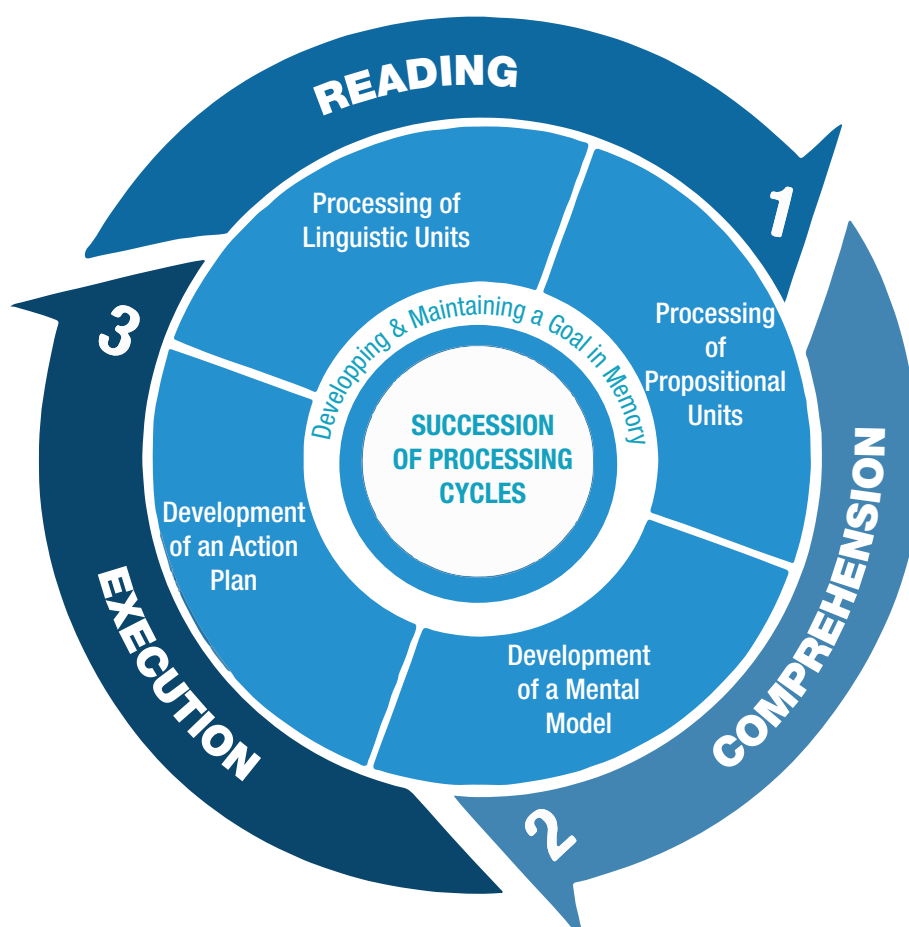 READING
1
Processing of
Linguistic Units
Processing
of
Propositional
Units
Developping & Maintaining a Goal in Memory
SUCCESSION
OF PROCESSING
CYCLES
3
Development
of an Action
Plan
Development
of a Mental
Model
COMPREHENSION
EXECUTION
2